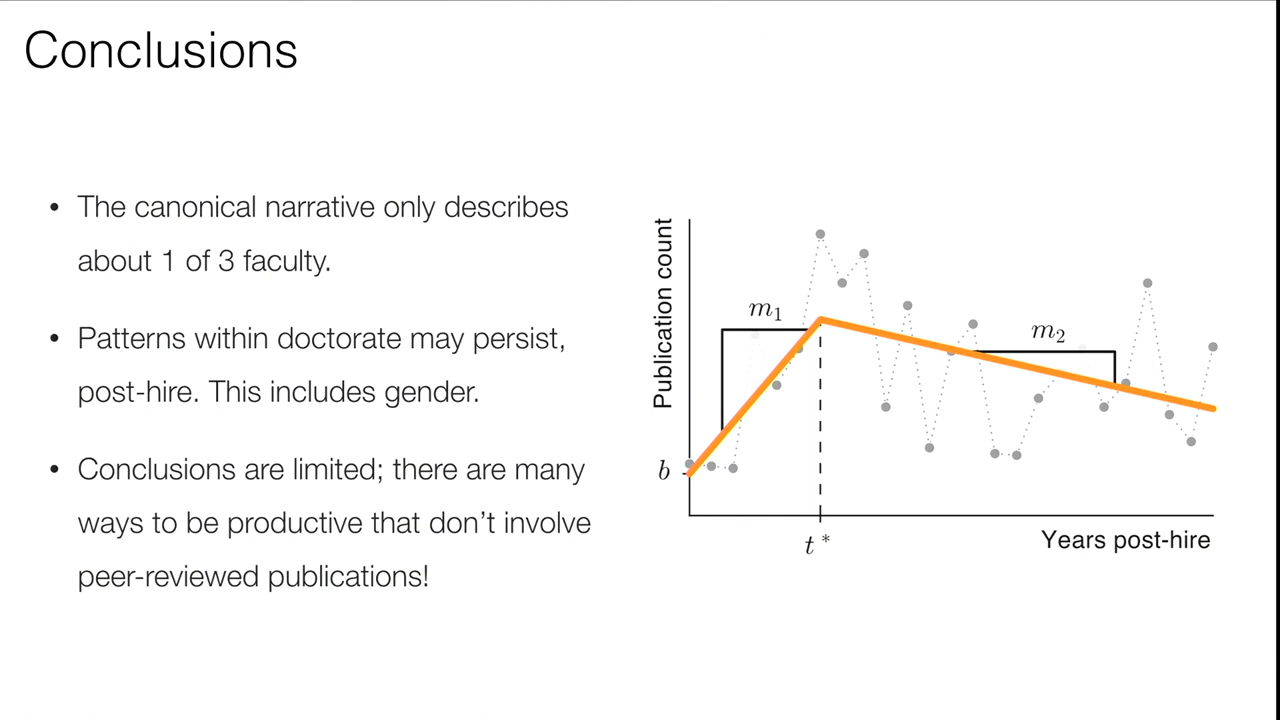 Conclusions
• The canonical narrative only describes
about 1 of 3 faculty.
• Patterns within doctorate may persist,
post-hire. This includes gender.
• Conclusions are limited; there are many
ways to be productive that don’t involve
peer-reviewed publications!
Publication count
m₁
m₂
b
t*
Years post-hire